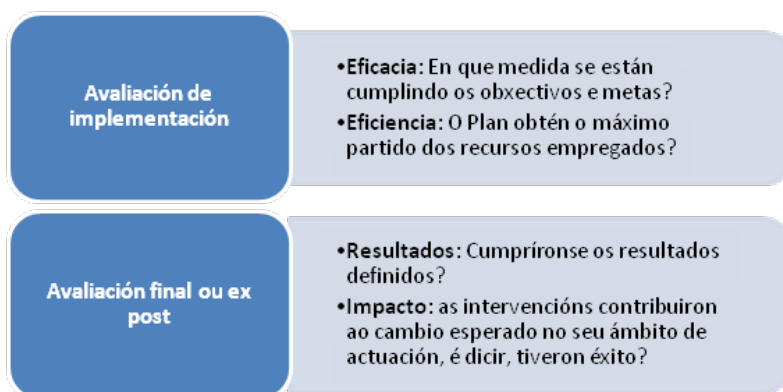 Avaliación de
implementación
•Eficacia: En que medida se están
cumplindo os obxectivos e metas?
•Eficiencia: O Plan obtén o máximo
partido dos recursos empregados?
Avaliación final ou ex
post
•Resultados: Cumpríronse os resultados
definidos?
•Impacto: as intervencións contribuiron
ao cambio esperado no seu ámbito de
actuación, é dicir, tiveron éxito?